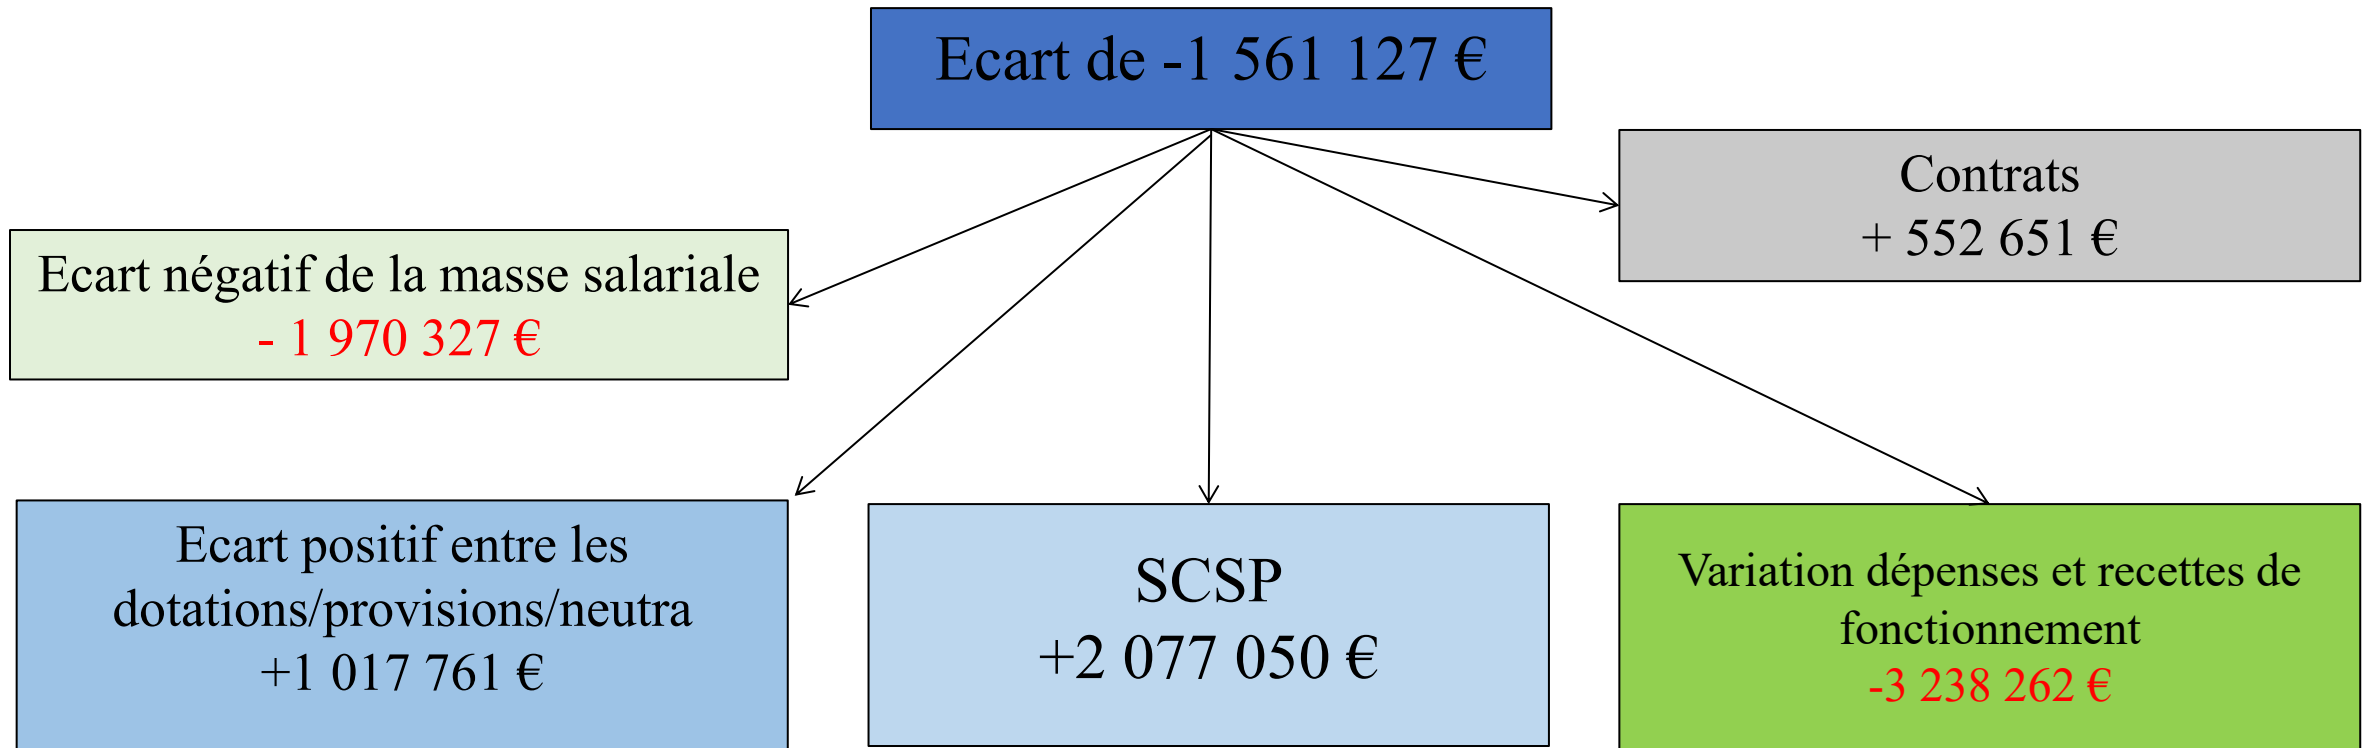 Ecart de -1 561 127 €
Contrats
+ 552 651 €
Ecart négatif de la masse salariale
- 1 970 327 €
Ecart positif entre les
dotations/provisions/neutra
+1 017 761 €
SCSP
+2 077 050 €
Variation dépenses et recettes de
fonctionnement
-3 238 262 €